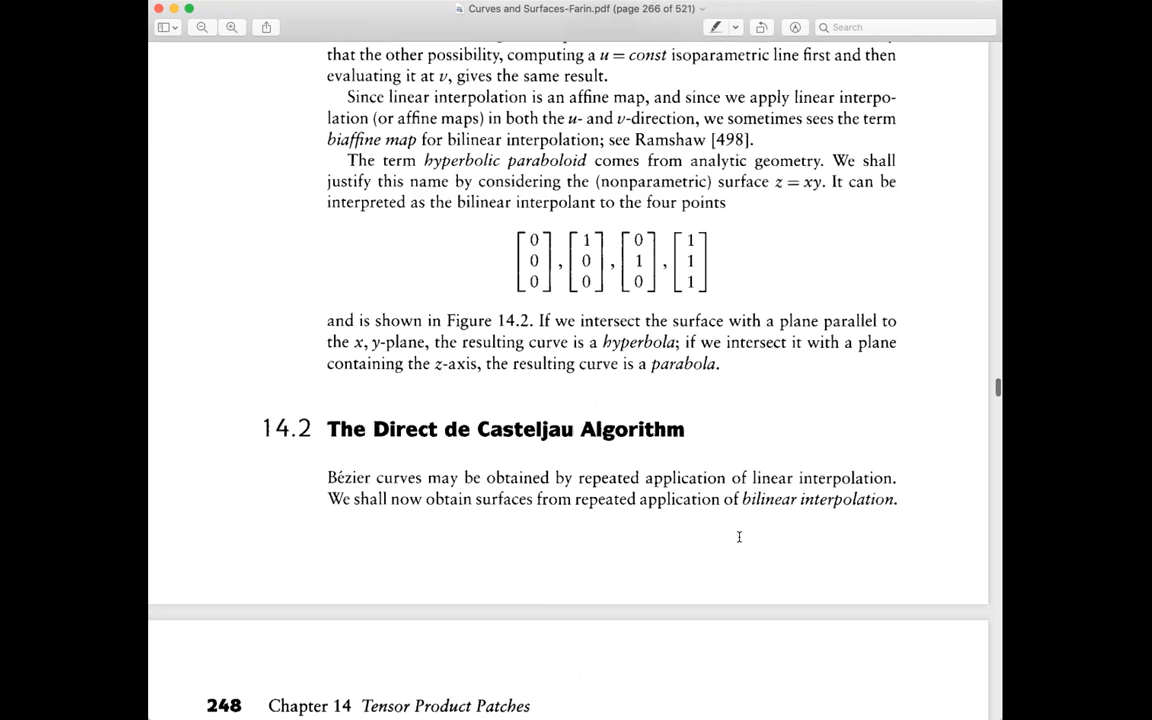 Curves and Surfaces-Farin.pdf (page 266 of 521)
Search
that the other possibility, computing a u = const isoparametric line first and then
evaluating it at v, gives the same result.
Since linear interpolation is an affine map, and since we apply linear interpo-
lation (or affine maps) in both the u- and v-direction, we sometimes sees the term
biaffine map for bilinear interpolation; see Ramshaw [498].
The term hyperbolic paraboloid comes from analytic geometry. We shall
justify this name by considering the (nonparametric) surface z = xy. It can be
interpreted as the bilinear interpolant to the four points
[0 0 0], [1 0 0], [0 1 0], [1 1 1]
and is shown in Figure 14.2. If we intersect the surface with a plane parallel to
the x, y-plane, the resulting curve is a hyperbola; if we intersect it with a plane
containing the z-axis, the resulting curve is a parabola.
14.2 The Direct de Casteljau Algorithm
Bézier curves may be obtained by repeated application of linear interpolation.
We shall now obtain surfaces from repeated application of bilinear interpolation.
248 Chapter 14 Tensor Product Patches